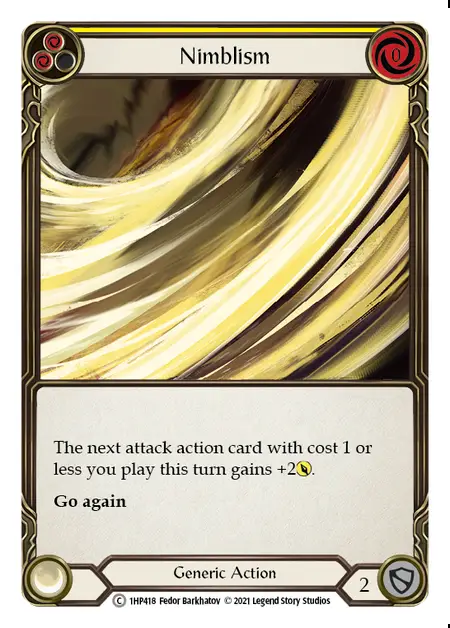 Nimblism
0
The next attack action card with cost 1 or
less you play this turn gains +2.
Go again
Generic Action
2
C 1HP418 Fedor Barkhatov © 2021 Legend Story Studios